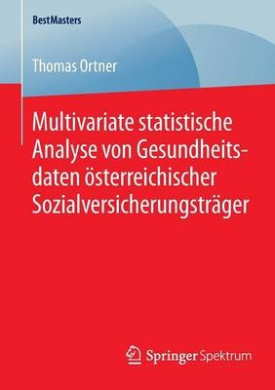 BestMasters
Thomas Ortner
Multivariate statistische
Analyse von Gesundheits-
daten österreichischer
Sozialversicherungsträger
Springer Spektrum